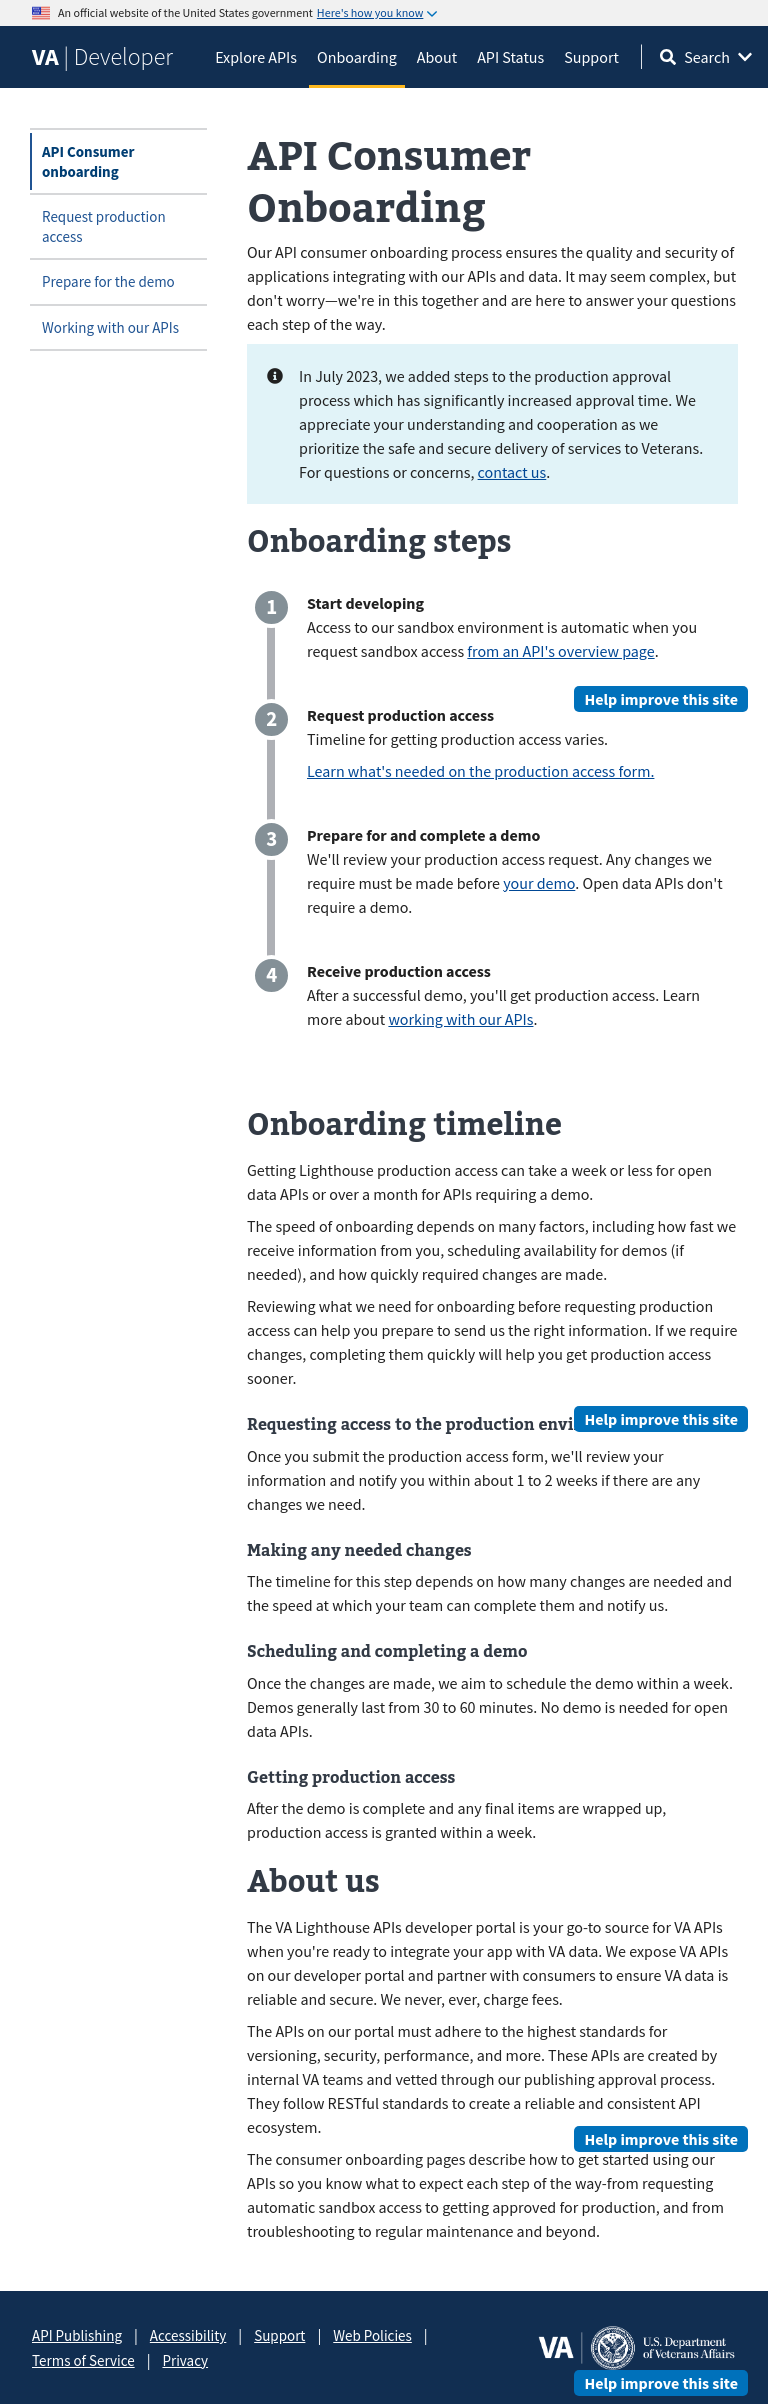 An official website of the United States government Here's how you know
VA | Developer
Explore APIs
Onboarding
About
API Status
Support
Search
API Consumer
onboarding
Request production
access
Prepare for the demo
Working with our APIs
API Consumer
Onboarding
Our API consumer onboarding process ensures the quality and security of
applications integrating with our APIs and data. It may seem complex, but
don't worry—we're in this together and are here to answer your questions
each step of the way.
In July 2023, we added steps to the production approval
process which has significantly increased approval time. We
appreciate your understanding and cooperation as we
prioritize the safe and secure delivery of services to Veterans.
For questions or concerns, contact us.
Onboarding steps
1
Start developing
Access to our sandbox environment is automatic when you
request sandbox access from an API's overview page.
Help improve this site
2
Request production access
Timeline for getting production access varies.
Learn what's needed on the production access form.
3
Prepare for and complete a demo
We'll review your production access request. Any changes we
require must be made before your demo. Open data APIs don't
require a demo.
4
Receive production access
After a successful demo, you'll get production access. Learn
more about working with our APIs.
Onboarding timeline
Getting Lighthouse production access can take a week or less for open
data APIs or over a month for APIs requiring a demo.
The speed of onboarding depends on many factors, including how fast we
receive information from you, scheduling availability for demos (if
needed), and how quickly required changes are made.
Reviewing what we need for onboarding before requesting production
access can help you prepare to send us the right information. If we require
changes, completing them quickly will help you get production access
sooner.
Requesting access to the production envi
Help improve this site
Once you submit the production access form, we'll review your
information and notify you within about 1 to 2 weeks if there are any
changes we need.
Making any needed changes
The timeline for this step depends on how many changes are needed and
the speed at which your team can complete them and notify us.
Scheduling and completing a demo
Once the changes are made, we aim to schedule the demo within a week.
Demos generally last from 30 to 60 minutes. No demo is needed for open
data APIs.
Getting production access
After the demo is complete and any final items are wrapped up,
production access is granted within a week.
About us
The VA Lighthouse APIs developer portal is your go-to source for VA APIs
when you're ready to integrate your app with VA data. We expose VA APIs
on our developer portal and partner with consumers to ensure VA data is
reliable and secure. We never, ever, charge fees.
The APIs on our portal must adhere to the highest standards for
versioning, security, performance, and more. These APIs are created by
internal VA teams and vetted through our publishing approval process.
They follow RESTful standards to create a reliable and consistent API
ecosystem.
Help improve this site
The consumer onboarding pages describe how to get started using our
APIs so you know what to expect each step of the way-from requesting
automatic sandbox access to getting approved for production, and from
troubleshooting to regular maintenance and beyond.
API Publishing | Accessibility | Support | Web Policies |
Terms of Service | Privacy
VA
U.S. Department
of Veterans Affairs
Help improve this site